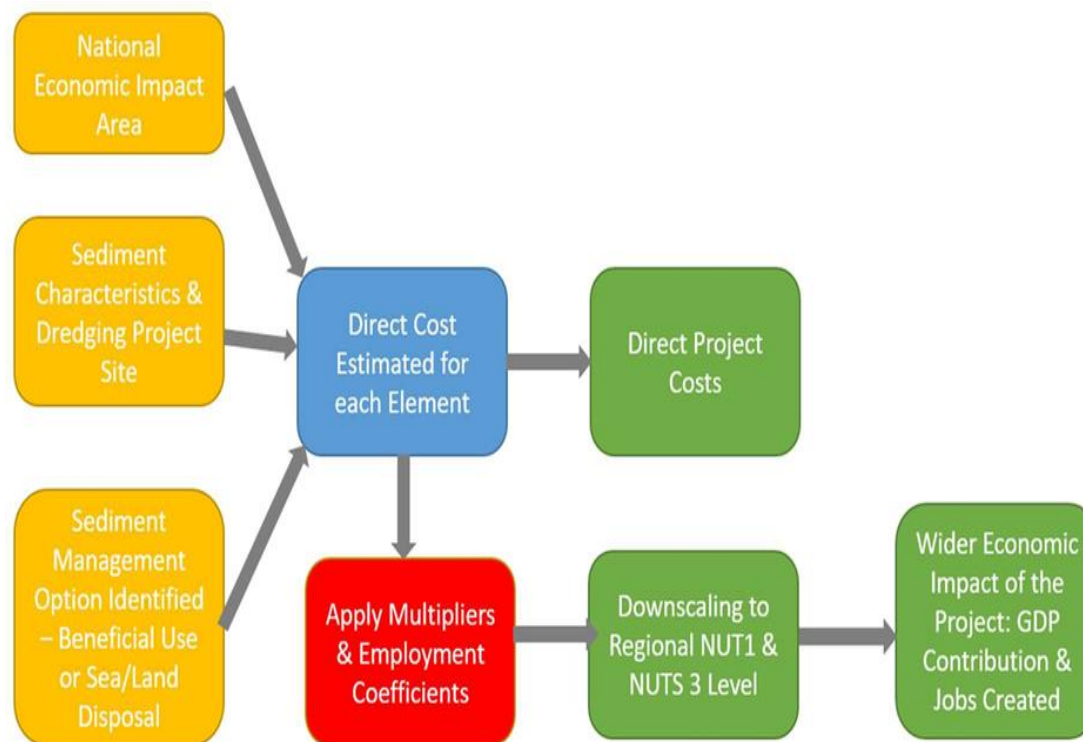 National
Economic Impact
Area
Sediment
Characteristics &
Dredging Project
Site
Direct Cost
Estimated for
each Element
Direct Project
Costs
Sediment
Management
Option Identified
– Beneficial Use
or Sea/Land
Disposal
Apply Multipliers
& Employment
Coefficients
Downscaling to
Regional NUT1 &
NUTS 3 Level
Wider Economic
Impact of the
Project: GDP
Contribution &
Jobs Created